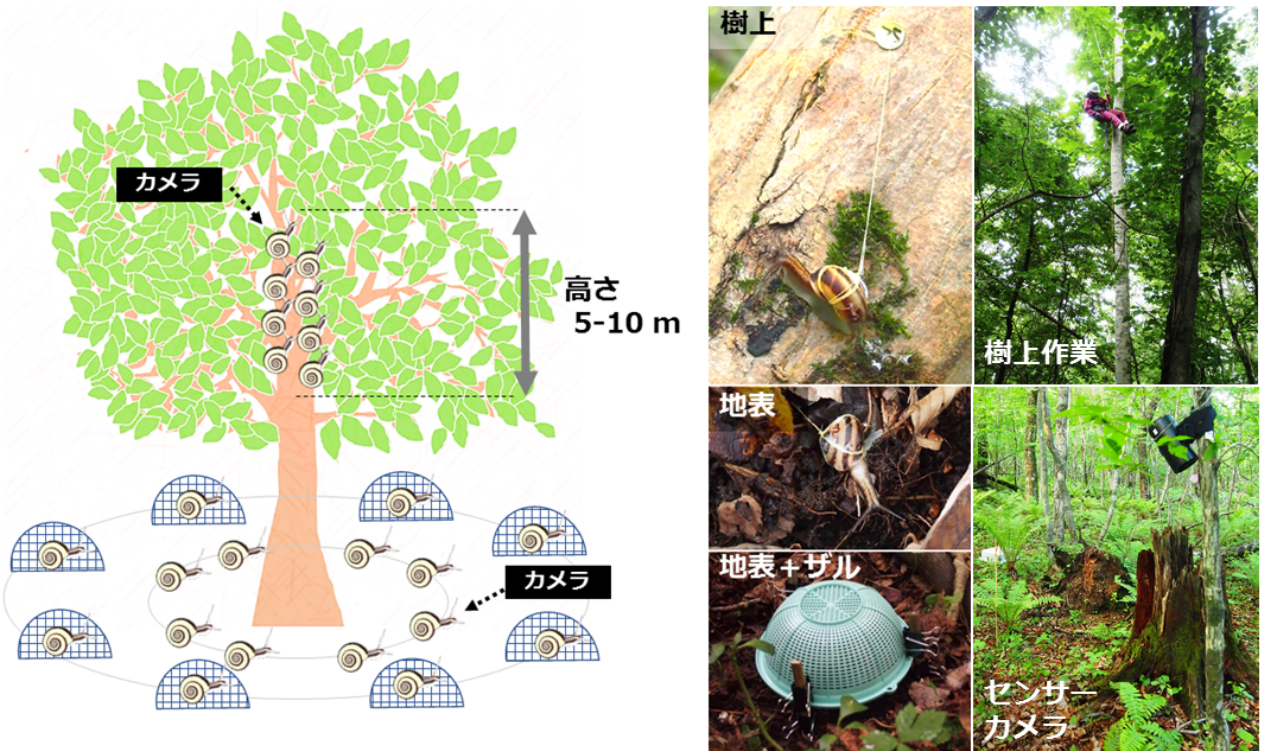 カメラ
高さ
5-10 m
カメラ
樹上
樹上作業
地表
地表+ザル
センサー
カメラ